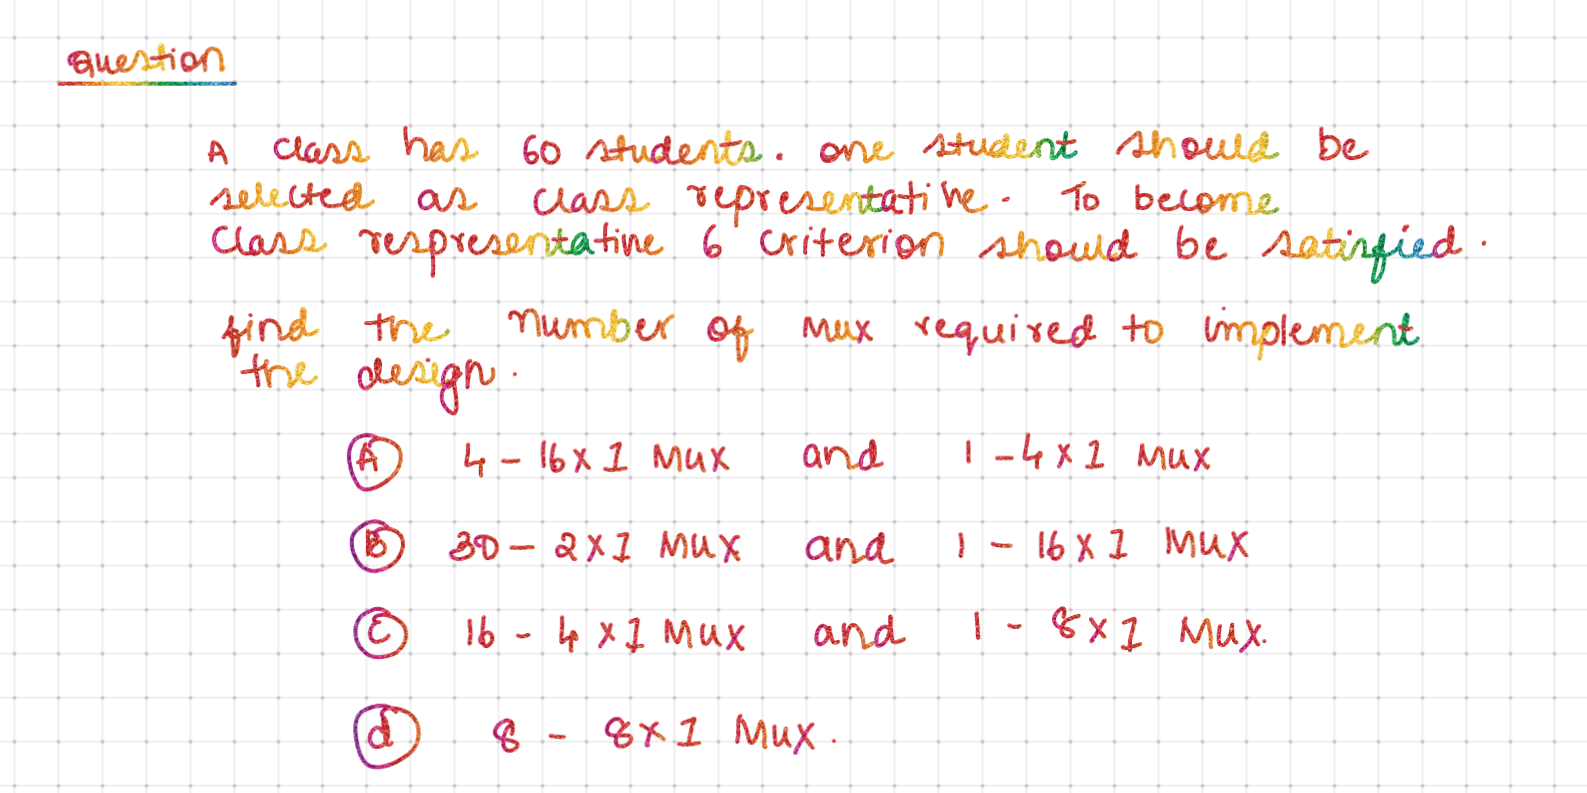 Question
A class has 60 students. one student should be
selected as class representative. To become
class respresentative 6 criterion should be satisfied.
find the number of mux required to implement
the design.
A 4 - 16x1 Mux and 1 - 4x1 Mux
B 30 - 2x1 Mux and 1 - 16x1 Mux
C 16 - 4x1 Mux and 1 - 8x1 Mux.
d 8 - 8x1 Mux.